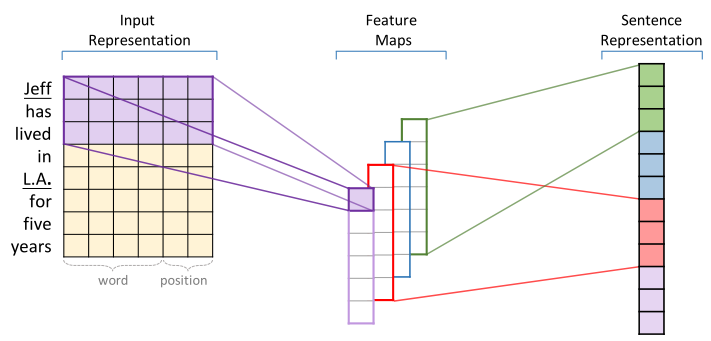 Input
Representation
Feature
Maps
Sentence
Representation
Jeff
has
lived
in
L.A.
for
five
years
word
position